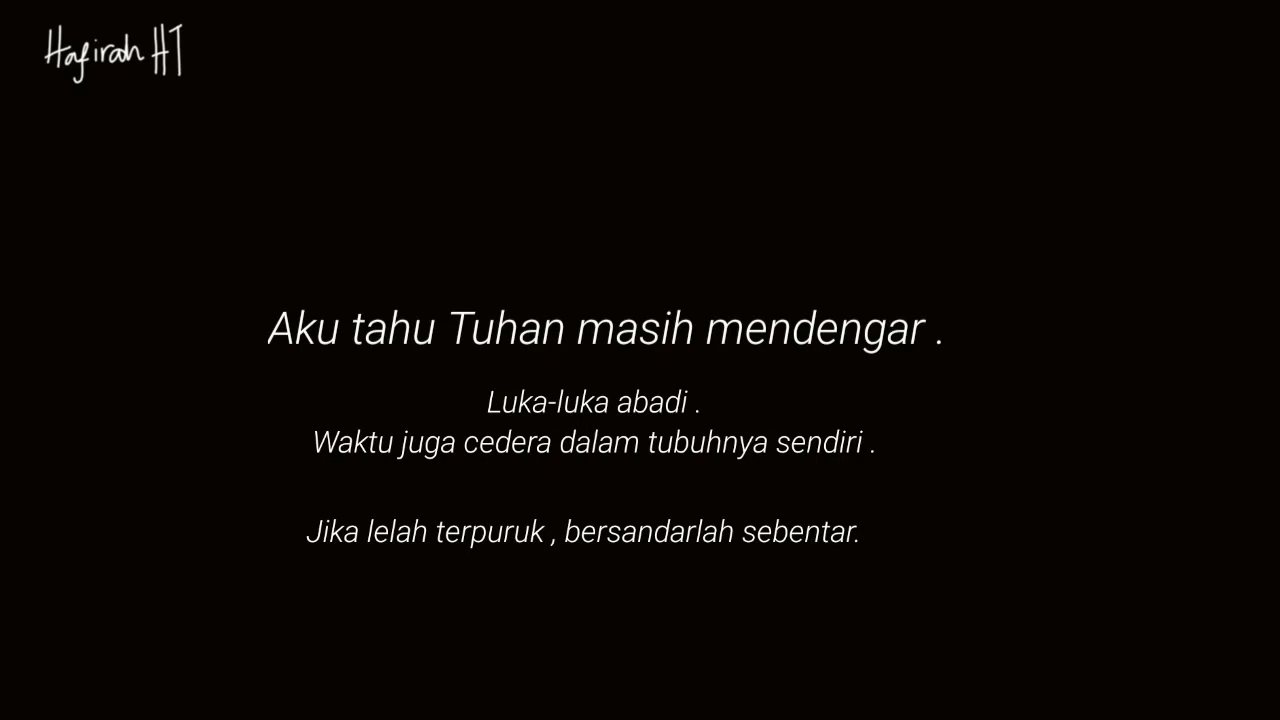 Hafirah HT
Aku tahu Tuhan masih mendengar .
Luka-luka abadi .
Waktu juga cedera dalam tubuhnya sendiri .
Jika lelah terpuruk , bersandarlah sebentar.